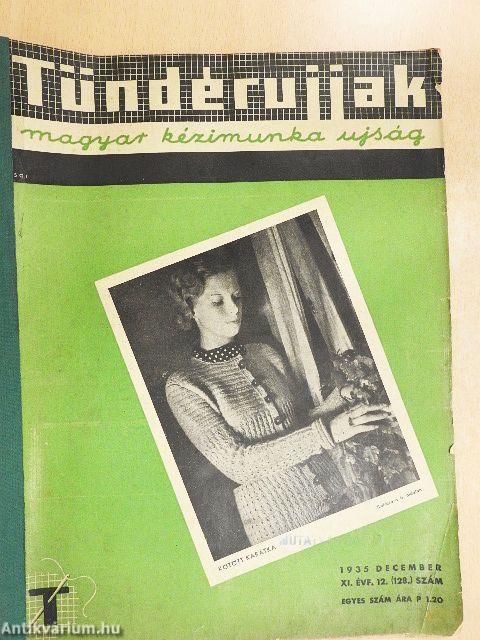 Tündérujjak
magyar kézimunka ujság
KÖTÖTT KABÁTKA
1935 DECEMBER
XI. ÉVF. 12. (128.) SZÁM
EGYES SZÁM ÁRA P 1.20
T
Antikvárium.hu